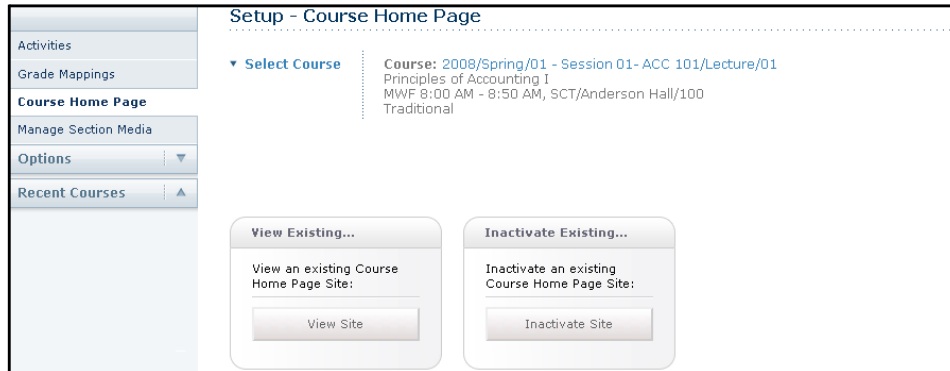 Setup - Course Home Page
Activities
Grade Mappings
Course Home Page
Manage Section Media
Options
Recent Courses
Select Course
Course: 2008/Spring/01 - Session 01- ACC 101/Lecture/01
Principles of Accounting I
MWF 8:00 AM - 8:50 AM, SCT/Anderson Hall/100
Traditional
View Existing...
View an existing Course
Home Page Site:
View Site
Inactivate Existing...
Inactivate an existing
Course Home Page Site:
Inactivate Site